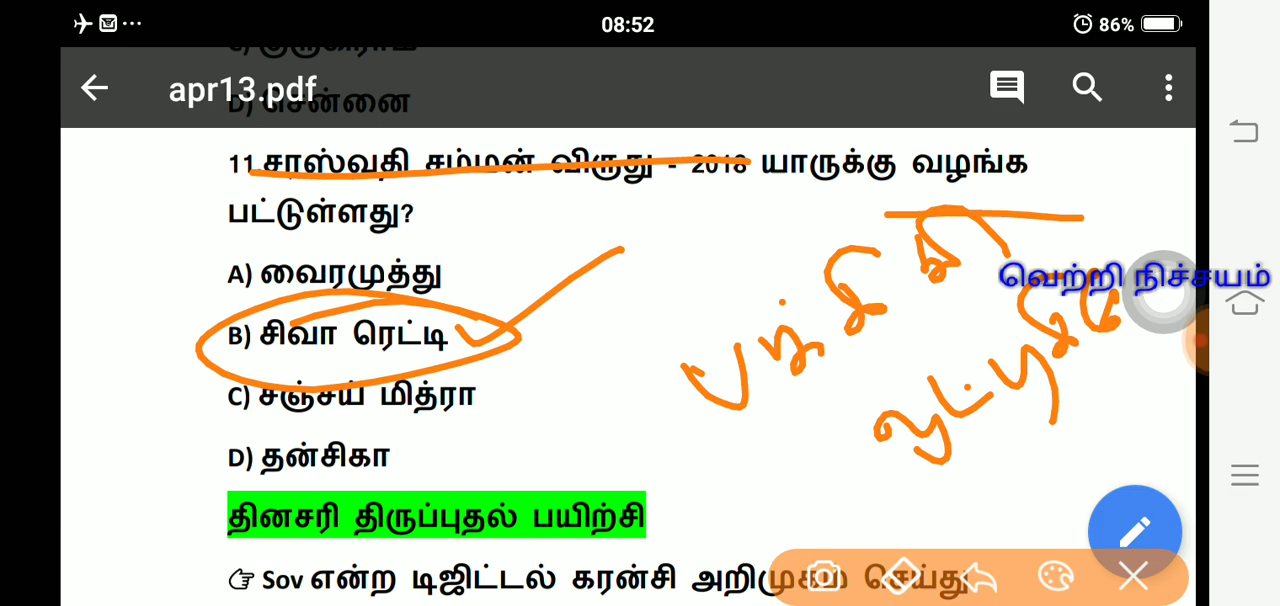 08:52
86%
apr13.pdf
D) சென்னை
11 சரஸ்வதி சம்மன் விருது - 2018 யாருக்கு வழங்க
பட்டுள்ளது?
A) வைரமுத்து
B) சிவா ரெட்டி
C) சஞ்சய் மித்ரா
D) தன்சிகா
வெற்றி நிச்சயம்
தினசரி திருப்புதல் பயிற்சி
Sov என்ற டிஜிட்டல் கரன்சி அறிமுகம் செய்து